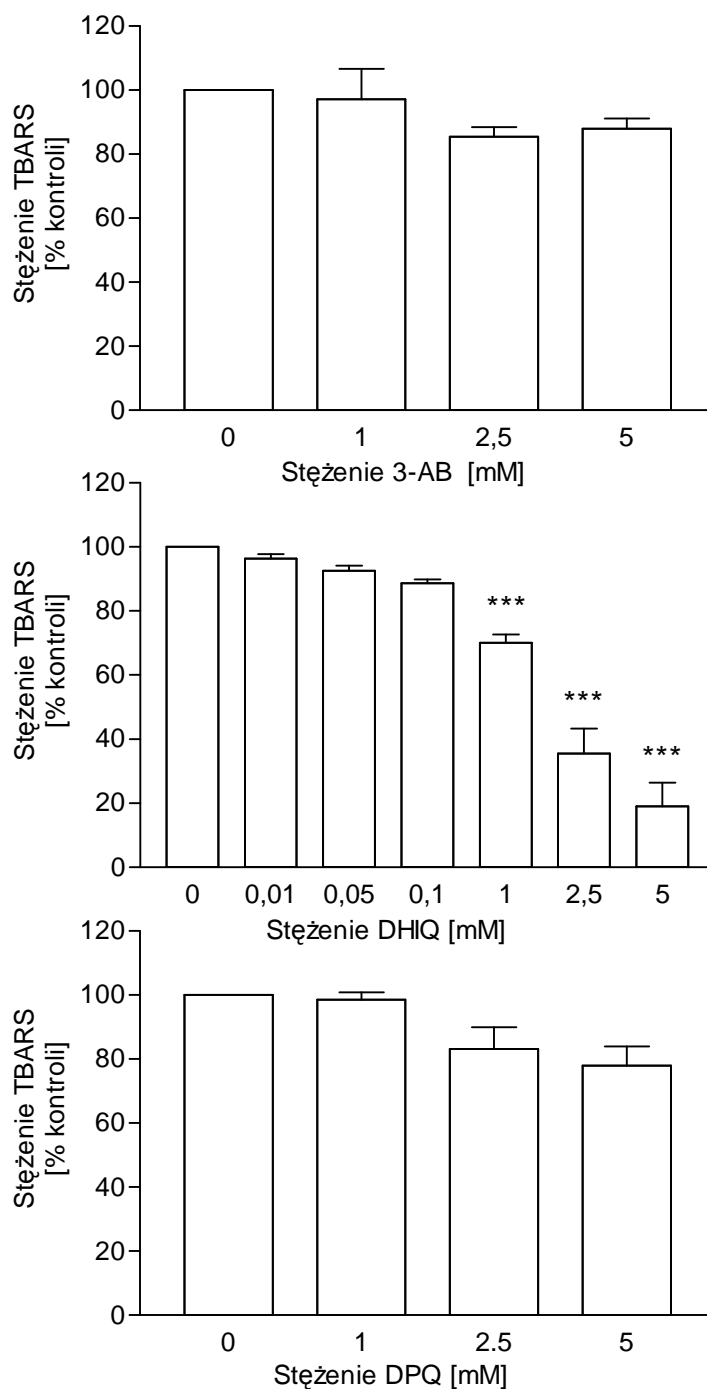 Stężenie TBARS
[% kontroli]
120
100
80
60
40
20
0
0 1 2,5 5
Stężenie 3-AB [mM]
Stężenie TBARS
[% kontroli]
120
100
80
60
40
20
0
***
***
***
0 0,01 0,05 0,1 1 2,5 5
Stężenie DHIQ [mM]
Stężenie TBARS
[% kontroli]
120
100
80
60
40
20
0
0 1 2.5 5
Stężenie DPQ [mM]